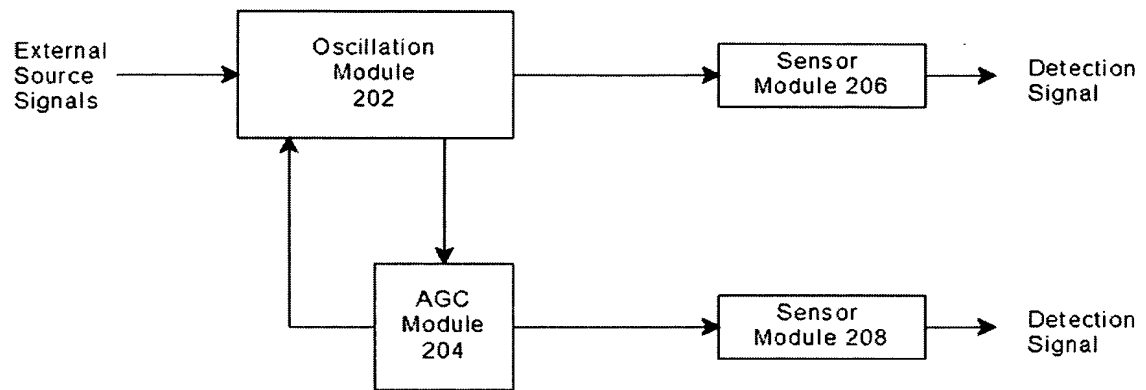 External
Source
Signals
Oscillation
Module
202
Sensor
Module 206
Detection
Signal
AGC
Module
204
Sensor
Module 208
Detection
Signal